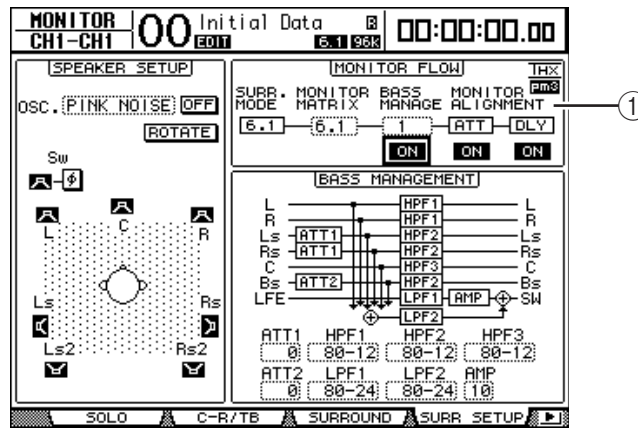 MONITOR
CH1-CH1
00
Initial Data
EDIT
R
6.1 96k
00:00:00.00
SPEAKER SETUP
OSC. PINK NOISE OFF
ROTATE
Sw
ϕ
L C R
Ls Rs
Ls2 Rs2
MONITOR FLOW
THX
pm3
SURR. MODE
MONITOR MATRIX
BASS MANAGE
MONITOR ALIGNMENT
6.1 6.1 1 ATT DLY
ON ON ON
1
BASS MANAGEMENT
L HPF1 L
R HPF1 R
Ls ATT1 HPF2 Ls
Rs ATT1 HPF2 Rs
C HPF3 C
Bs ATT2 HPF2 Bs
LFE LPF1 AMP SW
LPF2
ATT1 HPF1 HPF2 HPF3
0 80-12 80-12 80-12
ATT2 LPF1 LPF2 AMP
0 80-24 80-24 10
SOLO C-R/TB SURROUND SURR SETUP